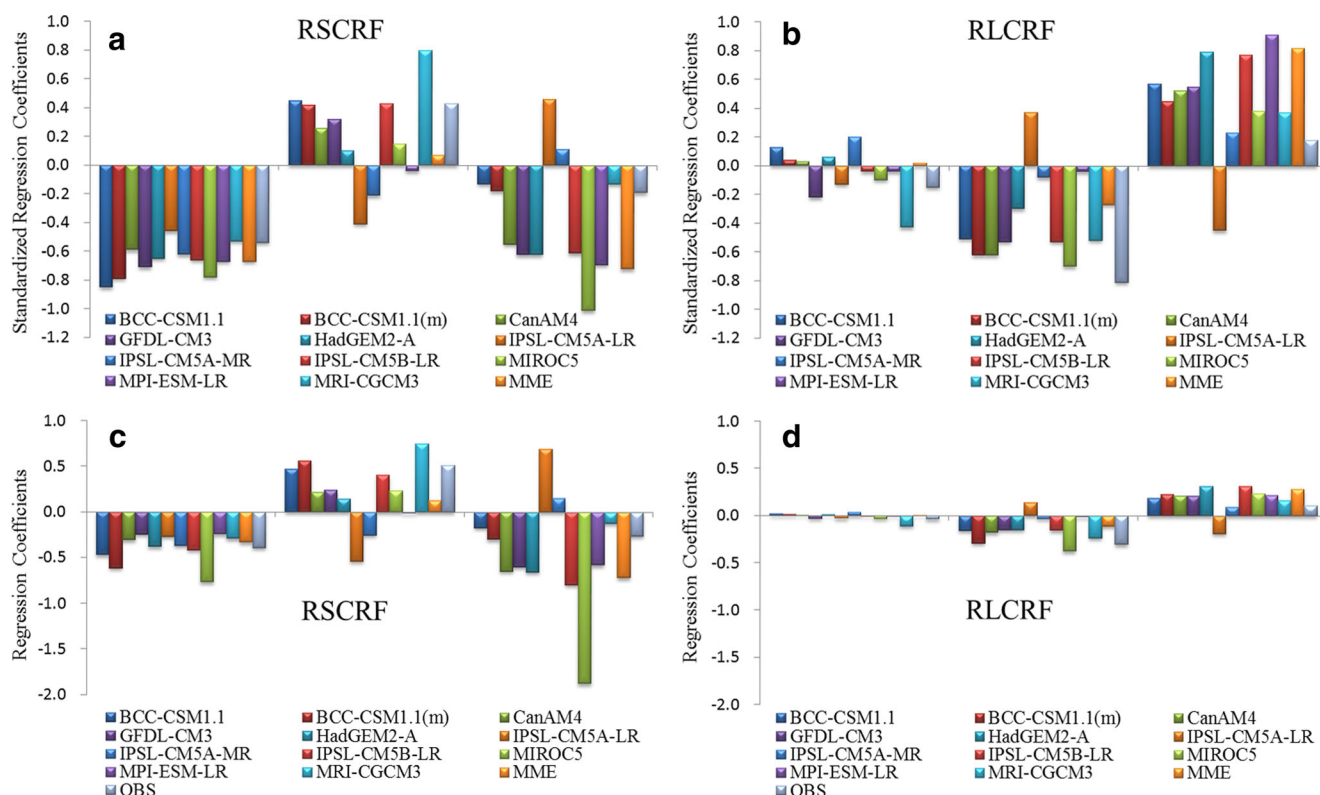 a
RSCRF
Standardized Regression Coefficients
1.0
0.8
0.6
0.4
0.2
0.0
-0.2
-0.4
-0.6
-0.8
-1.0
-1.2
BCC-CSM1.1 BCC-CSM1.1(m) CanAM4
GFDL-CM3 HadGEM2-A IPSL-CM5A-LR
IPSL-CM5A-MR IPSL-CM5B-LR MIROC5
MPI-ESM-LR MRI-CGCM3 MME
b
RLCRF
Standardized Regression Coefficients
1.0
0.8
0.6
0.4
0.2
0.0
-0.2
-0.4
-0.6
-0.8
-1.0
-1.2
BCC-CSM1.1 BCC-CSM1.1(m) CanAM4
GFDL-CM3 HadGEM2-A IPSL-CM5A-LR
IPSL-CM5A-MR IPSL-CM5B-LR MIROC5
MPI-ESM-LR MRI-CGCM3 MME
c
Regression Coefficients
1.0
0.5
0.0
-0.5
-1.0
-1.5
-2.0
RSCRF
BCC-CSM1.1 BCC-CSM1.1(m) CanAM4
GFDL-CM3 HadGEM2-A IPSL-CM5A-LR
IPSL-CM5A-MR IPSL-CM5B-LR MIROC5
MPI-ESM-LR MRI-CGCM3 MME
OBS
d
Regression Coefficients
1.0
0.5
0.0
-0.5
-1.0
-1.5
-2.0
RLCRF
BCC-CSM1.1 BCC-CSM1.1(m) CanAM4
GFDL-CM3 HadGEM2-A IPSL-CM5A-LR
IPSL-CM5A-MR IPSL-CM5B-LR MIROC5
MPI-ESM-LR MRI-CGCM3 MME
OBS